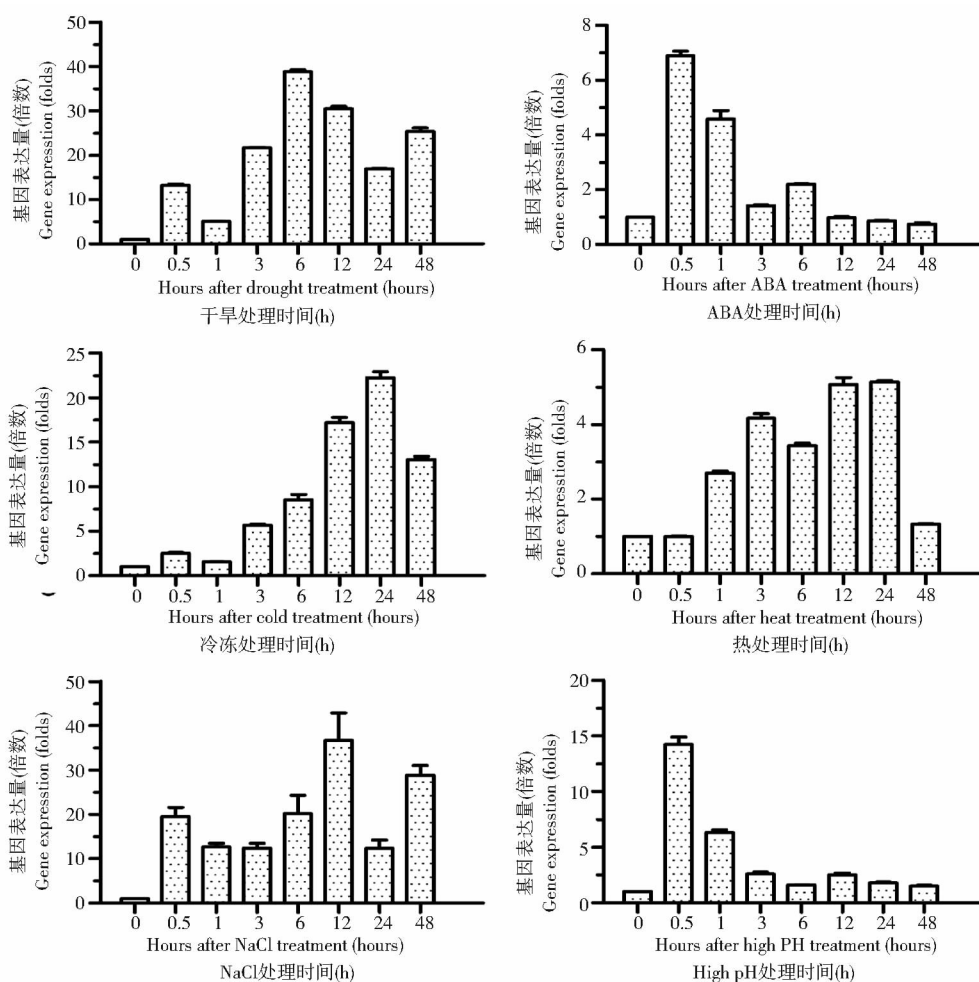 基因表达量(倍数)
Gene expresstion (folds)
50
40
30
20
10
0
0 0.5 1 3 6 12 24 48
Hours after drought treatment (hours)
干旱处理时间(h)
基因表达量(倍数)
Gene expresstion (folds)
8
6
4
2
0
0 0.5 1 3 6 12 24 48
Hours after ABA treatment (hours)
ABA处理时间(h)
基因表达量(倍数)
Gene expresstion (folds)
25
20
15
10
5
0
0 0.5 1 3 6 12 24 48
Hours after cold treatment (hours)
冷冻处理时间(h)
基因表达量(倍数)
Gene expresstion (folds)
6
4
2
0
0 0.5 1 3 6 12 24 48
Hours after heat treatment (hours)
热处理时间(h)
基因表达量(倍数)
Gene expresstion (folds)
50
40
30
20
10
0
0 0.5 1 3 6 12 24 48
Hours after NaCl treatment (hours)
NaCl处理时间(h)
基因表达量(倍数)
Gene expresstion (folds)
20
15
10
5
0
0 0.5 1 3 6 12 24 48
Hours after high PH treatment (hours)
High pH处理时间(h)